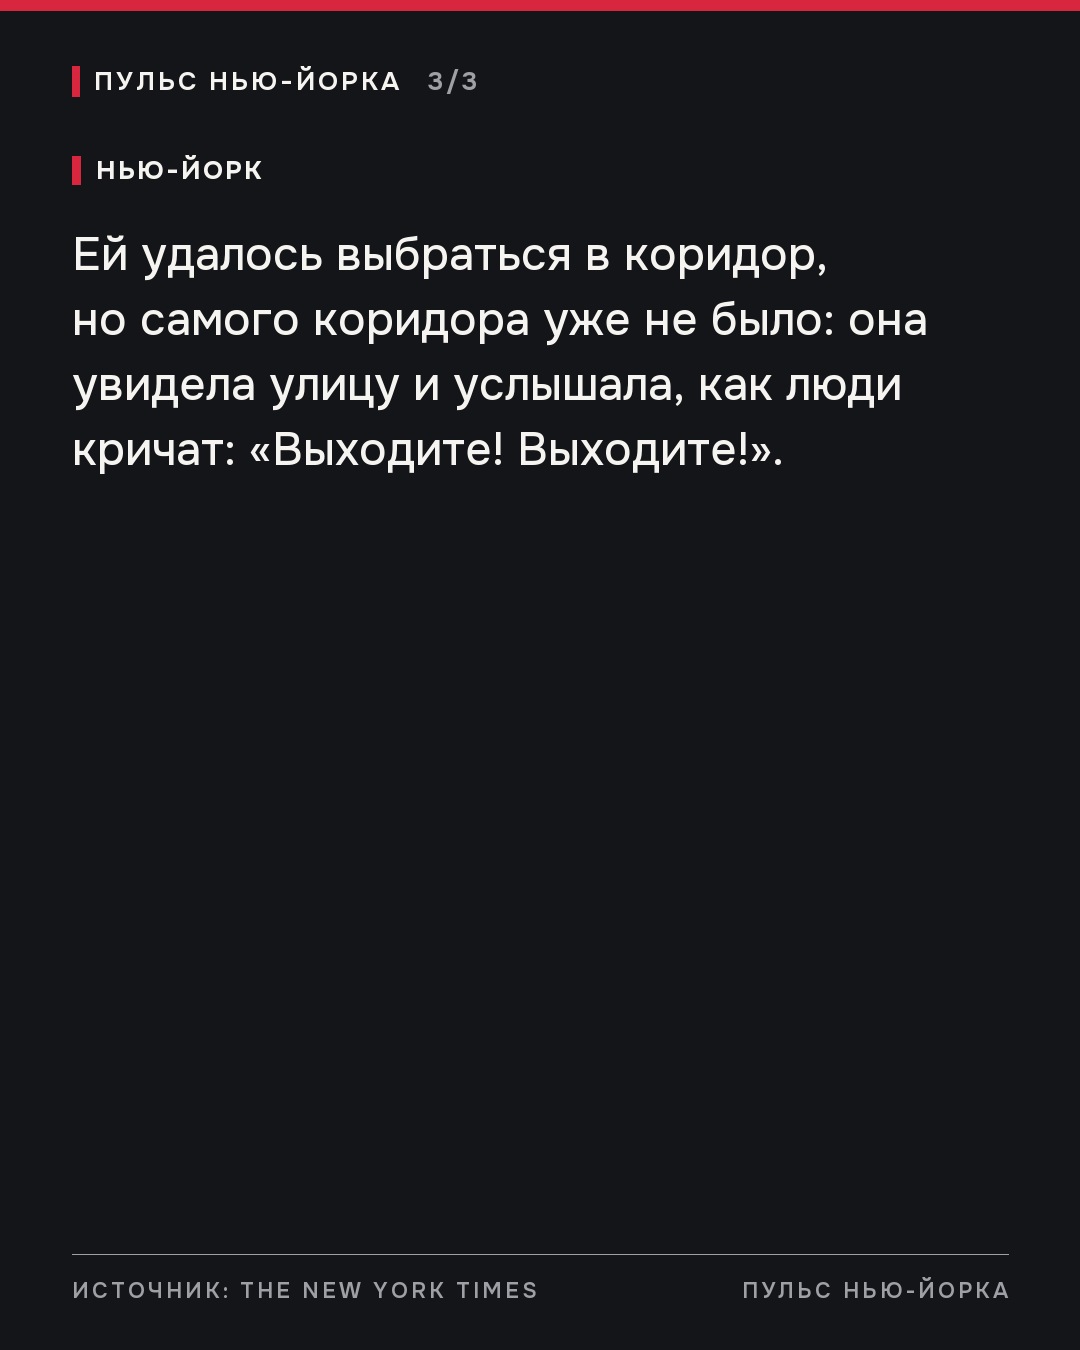 ПУЛЬС НЬЮ-ЙОРКА 3/3
НЬЮ-ЙОРК
Ей удалось выбраться в коридор,
но самого коридора уже не было: она
увидела улицу и услышала, как люди
кричат: «Выходите! Выходите!».
ИСТОЧНИК: THE NEW YORK TIMES
ПУЛЬС НЬЮ-ЙОРКА